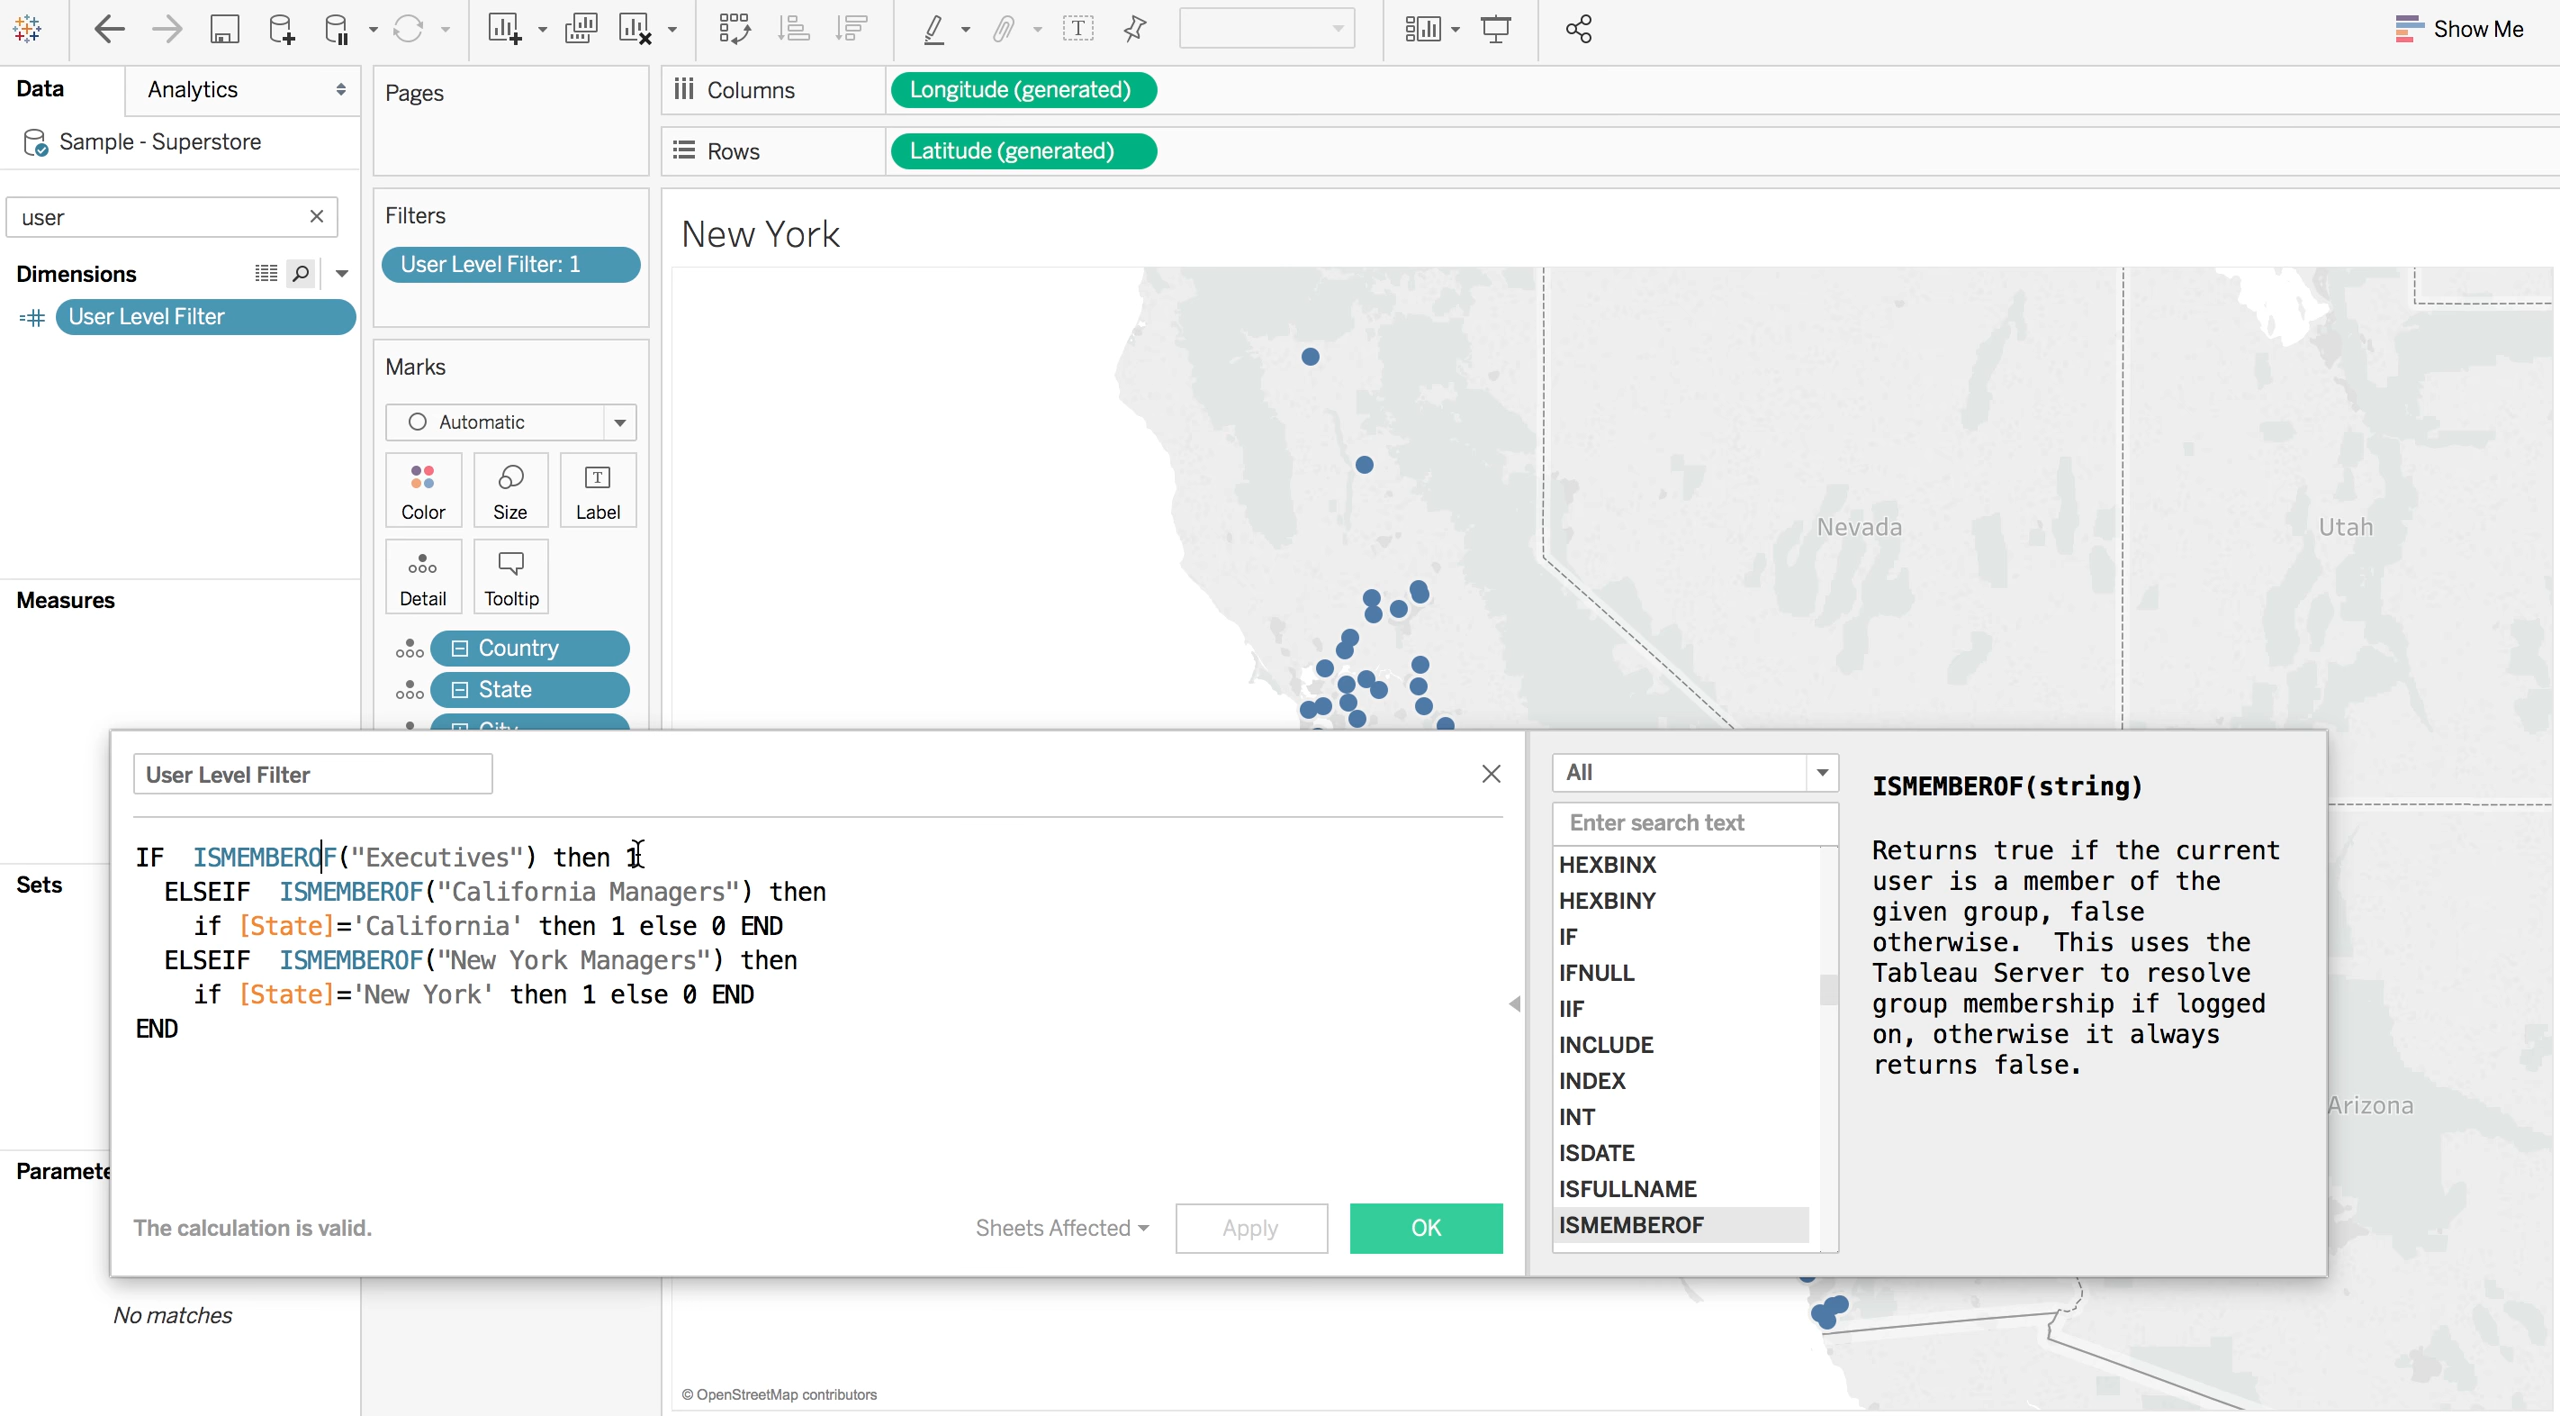 Show Me
Data
Analytics
Sample - Superstore
user
Dimensions
User Level Filter
Measures
Sets
No matches
Pages
Columns
Longitude (generated)
Rows
Latitude (generated)
Filters
User Level Filter: 1
Marks
Automatic
Color
Size
Label
Detail
Tooltip
Country
State
New York
Nevada
Utah
Arizona
© OpenStreetMap contributors
User Level Filter
IF  ISMEMBEROF("Executives") then 1
ELSEIF  ISMEMBEROF("California Managers") then
if [State]='California' then 1 else 0 END
ELSEIF  ISMEMBEROF("New York Managers") then
if [State]='New York' then 1 else 0 END
END
The calculation is valid.
Sheets Affected
Apply
OK
All
Enter search text
HEXBINX
HEXBINY
IF
IFNULL
IIF
INCLUDE
INDEX
INT
ISDATE
ISFULLNAME
ISMEMBEROF
ISMEMBEROF(string)
Returns true if the current
user is a member of the
given group, false
otherwise.  This uses the
Tableau Server to resolve
group membership if logged
on, otherwise it always
returns false.